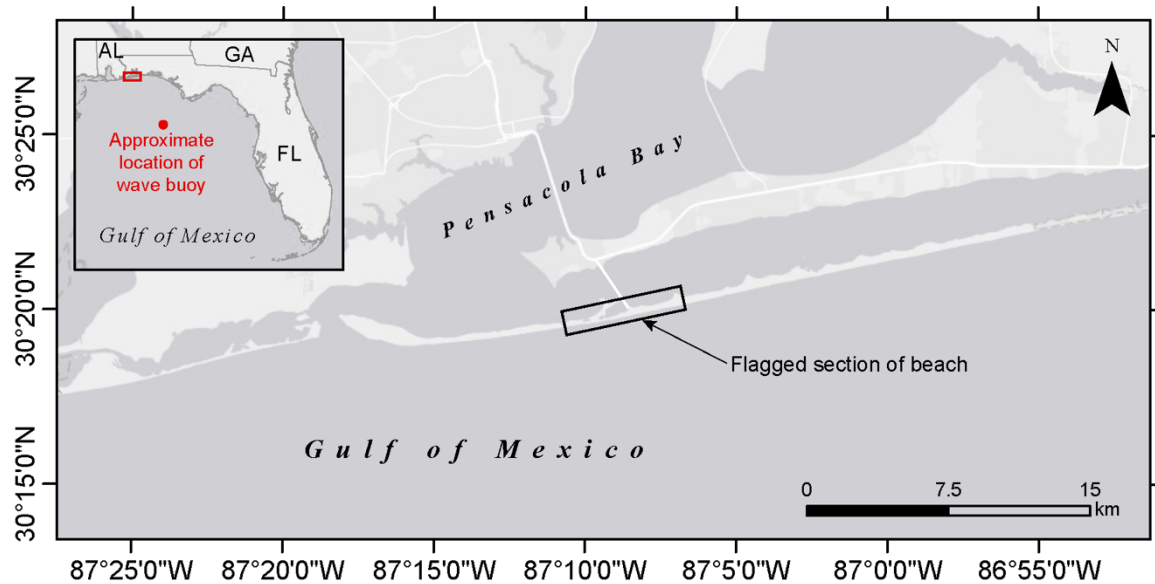 AL
GA
FL
Approximate
location of
wave buoy
Gulf of Mexico
N
Pensacola Bay
Flagged section of beach
Gulf of Mexico
0 7.5 15
km
30°25'0"N
30°20'0"N
30°15'0"N
87°25'0"W 87°20'0"W 87°15'0"W 87°10'0"W 87°5'0"W 87°0'0"W 86°55'0"W